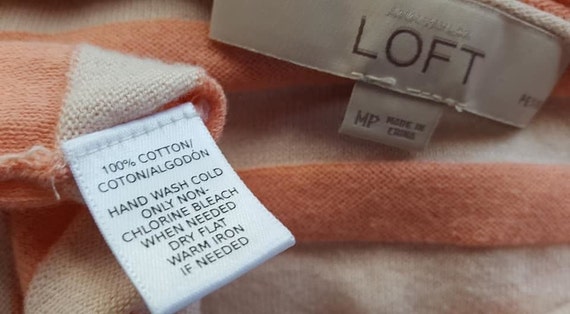 LOFT
MP
MADE IN
CHINA
100% COTTON/
COTON/ALGODÓN
HAND WASH COLD
ONLY NON-
CHLORINE BLEACH
WHEN NEEDED
DRY FLAT
WARM IRON
IF NEEDED